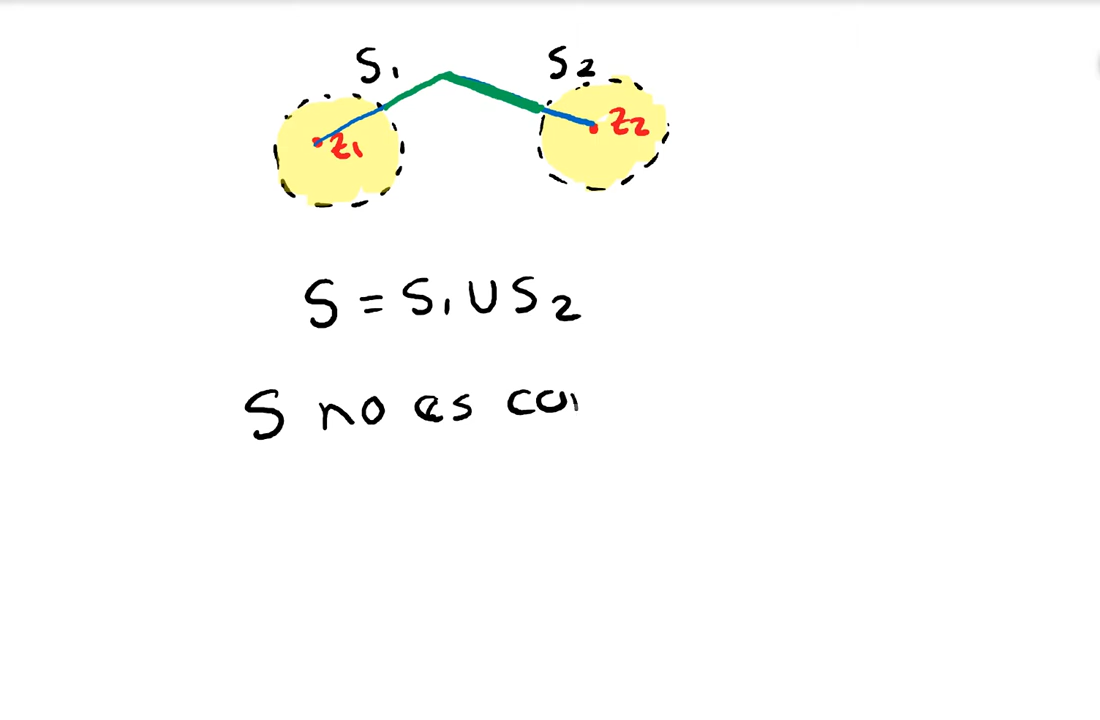 S₁ S₂
z₁ z₂
S = S₁ ∪ S₂
S no es co